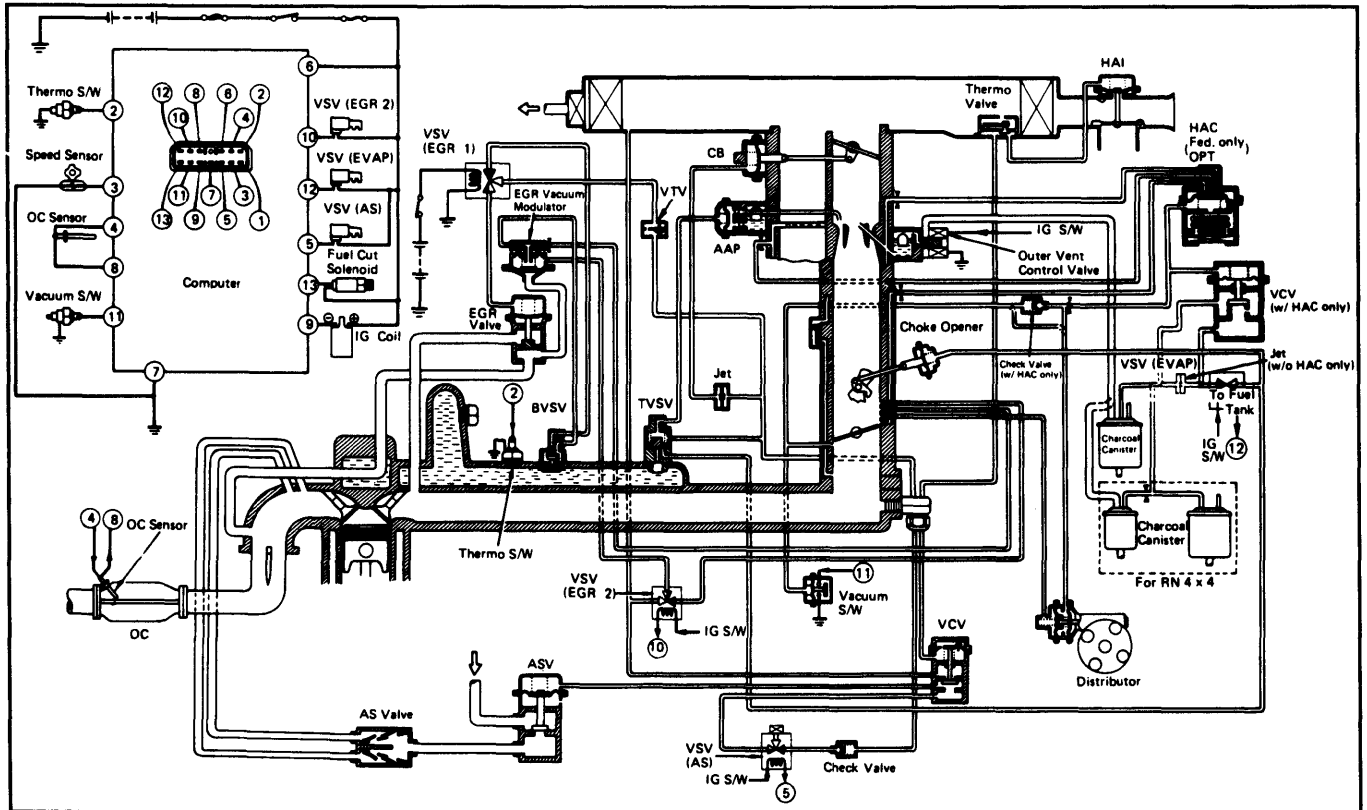 Thermo S/W
2
Speed Sensor
3
OC Sensor
4
8
Vacuum S/W
11
7
12
8
6
2
10
4
11
7
3
13
9
5
1
Computer
6
10
12
5
13
9
VSV (EGR 2)
VSV (EVAP)
VSV (AS)
Fuel Cut
Solenoid
IG Coil
VSV
(EGR 1)
EGR Vacuum
Modulator
EGR
Valve
VTV
CB
AAP
Jet
Thermo
Valve
HAI
HAC
Fed. only
OPT
IG S/W
Outer Vent
Control Valve
VCV
(w/ HAC only)
Choke Opener
Check Valve
(w/ HAC only)
VSV (EVAP)
Jet
(w/o HAC only)
To Fuel
Tank
IG
S/W
12
Charcoal
Canister
Charcoal
Canister
For RN 4 x 4
2
BVSV
TVSV
Thermo S/W
4
8
OC Sensor
OC
VSV
(EGR 2)
10
IG S/W
11
Vacuum
S/W
VCV
Distributor
ASV
AS Valve
VSV
(AS)
IG S/W
5
Check Valve